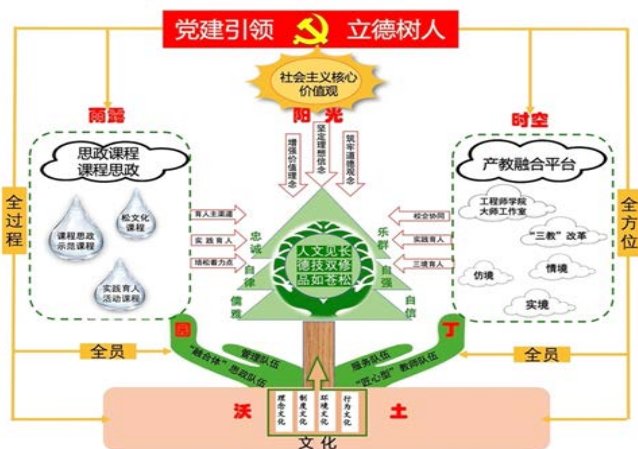 党建引领 立德树人
社会主义核心
价值观
雨露
阳光
时空
思政课程
课程思政
松文化
课程
课程思政
示范课程
实践育人
活动课程
增强价值理念
坚定理想信念
筑牢道德观念
产教融合平台
工程师学院
大师工作室
“三教”改革
仿境
情境
实境
全过程
全方位
育人主渠道
实践育人
培松着力点
校企协同
实践育人
三境育人
忠诚
自律
儒雅
乐群
自强
自信
人文见长
德技双修
品如苍松
园
丁
全员
全员
管理队伍
“融合体”思政队伍
服务队伍
“匠心型”教师队伍
沃
土
理念文化
制度文化
环境文化
行为文化
文化